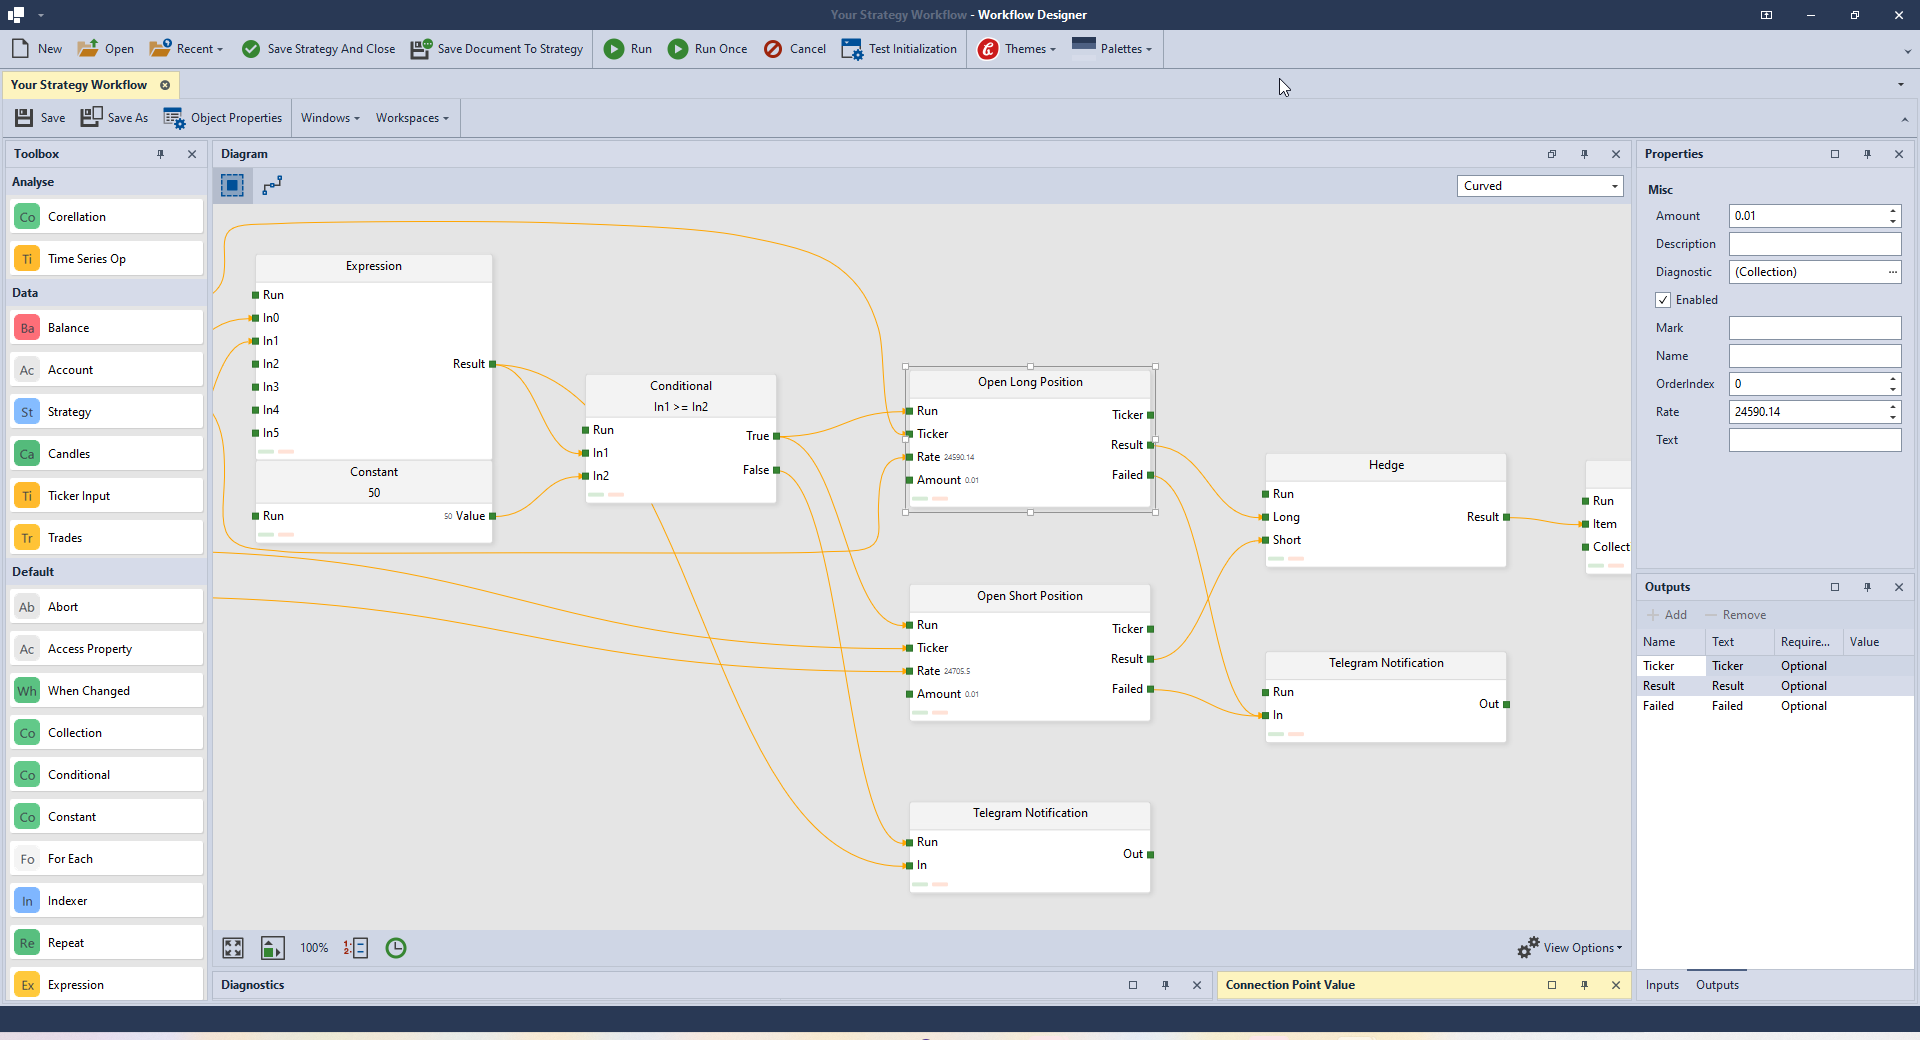 Your Strategy Workflow - Workflow Designer
New Open Recent Save Strategy And Close Save Document To Strategy Run Run Once Cancel Test Initialization Themes Palettes
Your Strategy Workflow
Save Save As Object Properties Windows Workspaces
Toolbox
Analyse
Co Corellation
Ti Time Series Op
Data
Ba Balance
Ac Account
St Strategy
Ca Candles
Ti Ticker Input
Tr Trades
Default
Ab Abort
Ac Access Property
Wh When Changed
Co Collection
Co Conditional
Co Constant
Fo For Each
In Indexer
Re Repeat
Ex Expression
Diagram
Curved
Expression
Run
In0
In1
In2 Result
In3
In4
In5
Constant
50
Run 50 Value
Conditional
In1 >= In2
Run
True
In1
False
In2
Open Long Position
Run Ticker
Ticker
Result
Rate 24590.14
Failed
Amount 0.01
Open Short Position
Run Ticker
Ticker
Result
Rate 24705.5
Failed
Amount 0.01
Telegram Notification
Run
Out
In
Hedge
Run
Long Result
Short
Telegram Notification
Run
Out
In
Run
Item
Collect
100%
View Options
Diagnostics
Connection Point Value
Properties
Misc
Amount 0.01
Description
Diagnostic (Collection) ...
Enabled
Mark
Name
OrderIndex 0
Rate 24590.14
Text
Outputs
Add Remove
Name Text Require... Value
Ticker Ticker Optional
Result Result Optional
Failed Failed Optional
Inputs Outputs